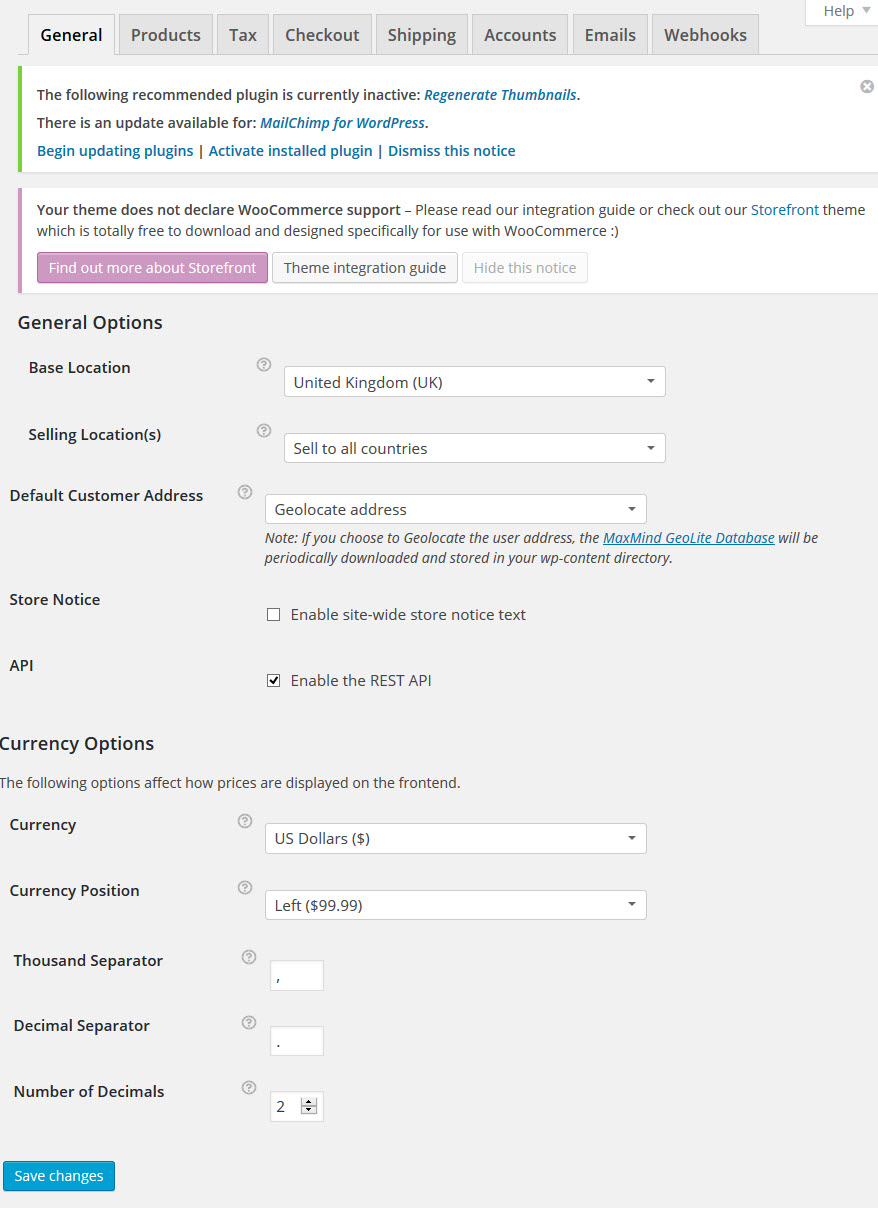 Help
General Products Tax Checkout Shipping Accounts Emails Webhooks
The following recommended plugin is currently inactive: Regenerate Thumbnails.
There is an update available for: MailChimp for WordPress.
Begin updating plugins | Activate installed plugin | Dismiss this notice
Your theme does not declare WooCommerce support – Please read our integration guide or check out our Storefront theme
which is totally free to download and designed specifically for use with WooCommerce :)
Find out more about Storefront Theme integration guide Hide this notice
General Options
Base Location ?
United Kingdom (UK)
Selling Location(s) ?
Sell to all countries
Default Customer Address ?
Geolocate address
Note: If you choose to Geolocate the user address, the MaxMind GeoLite Database will be
periodically downloaded and stored in your wp-content directory.
Store Notice
Enable site-wide store notice text
API
Enable the REST API
Currency Options
The following options affect how prices are displayed on the frontend.
Currency ?
US Dollars ($)
Currency Position ?
Left ($99.99)
Thousand Separator ?
,
Decimal Separator ?
.
Number of Decimals ?
2
Save changes